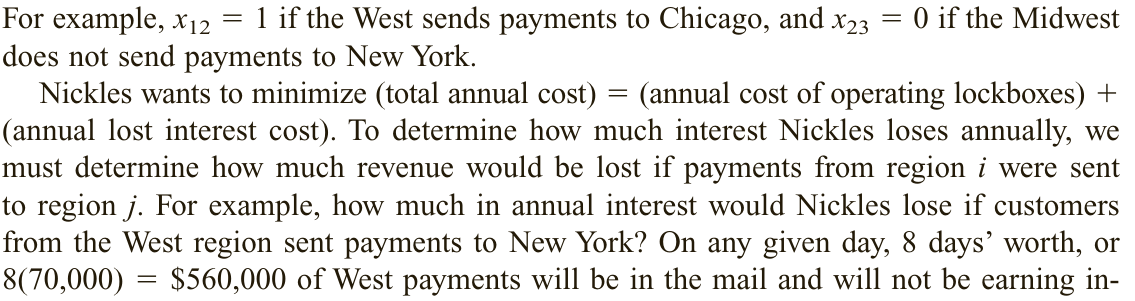 For example, x₁₂ = 1 if the West sends payments to Chicago, and x₂₃ = 0 if the Midwest
does not send payments to New York.
Nickles wants to minimize (total annual cost) = (annual cost of operating lockboxes) +
(annual lost interest cost). To determine how much interest Nickles loses annually, we
must determine how much revenue would be lost if payments from region i were sent
to region j. For example, how much in annual interest would Nickles lose if customers
from the West region sent payments to New York? On any given day, 8 days’ worth, or
8(70,000) = $560,000 of West payments will be in the mail and will not be earning in-